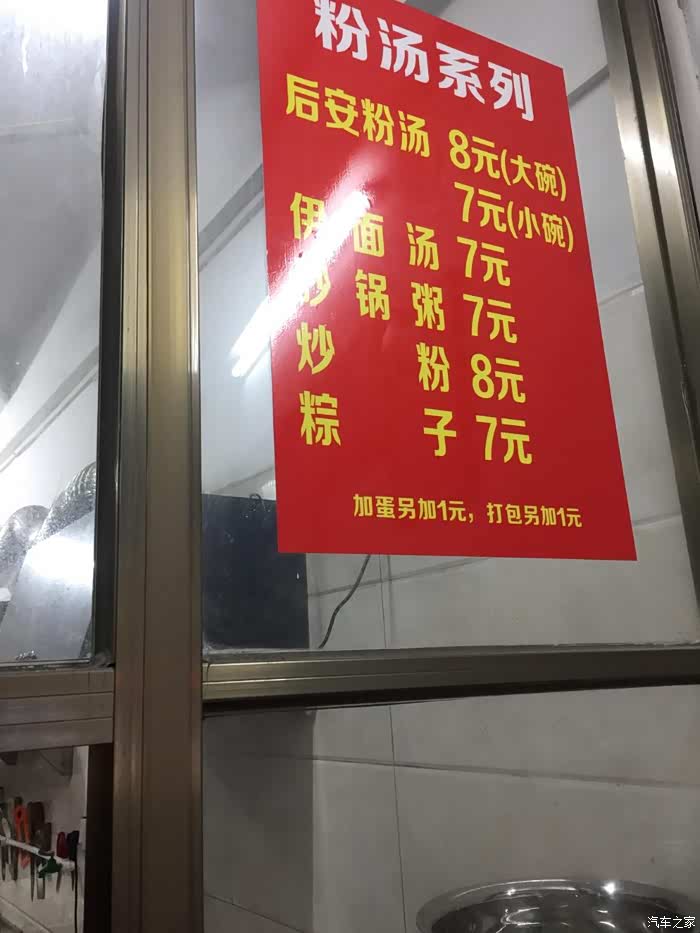 粉汤系列
后安粉汤 8元(大碗)
7元(小碗)
伊面汤 7元
砂锅粥 7元
炒粉 8元
粽子 7元
加蛋另加1元，打包另加1元
汽车之家